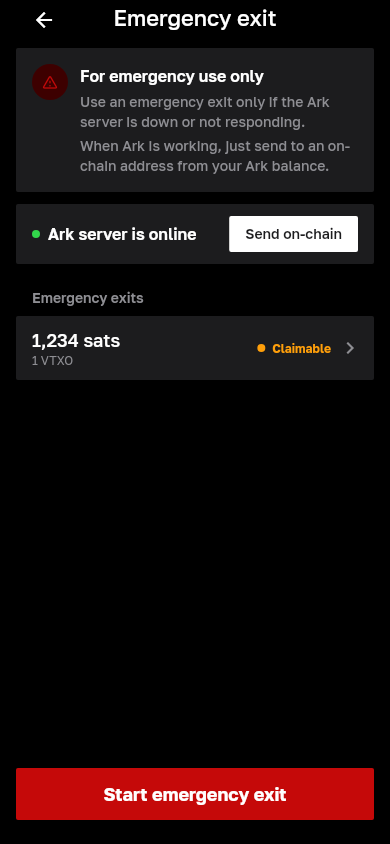 Emergency exit
For emergency use only
Use an emergency exit only if the Ark
server is down or not responding.
When Ark is working, just send to an on-
chain address from your Ark balance.
Ark server is online
Send on-chain
Emergency exits
1,234 sats
1 VTXO
Claimable
Start emergency exit